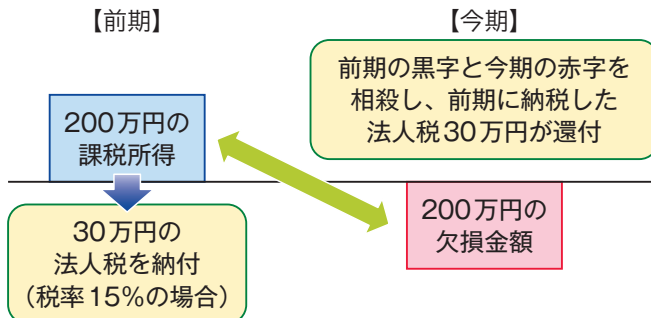 【前期】
200万円の
課税所得
30万円の
法人税を納付
（税率15％の場合）
【今期】
前期の黒字と今期の赤字を
相殺し、前期に納税した
法人税30万円が還付
200万円の
欠損金額